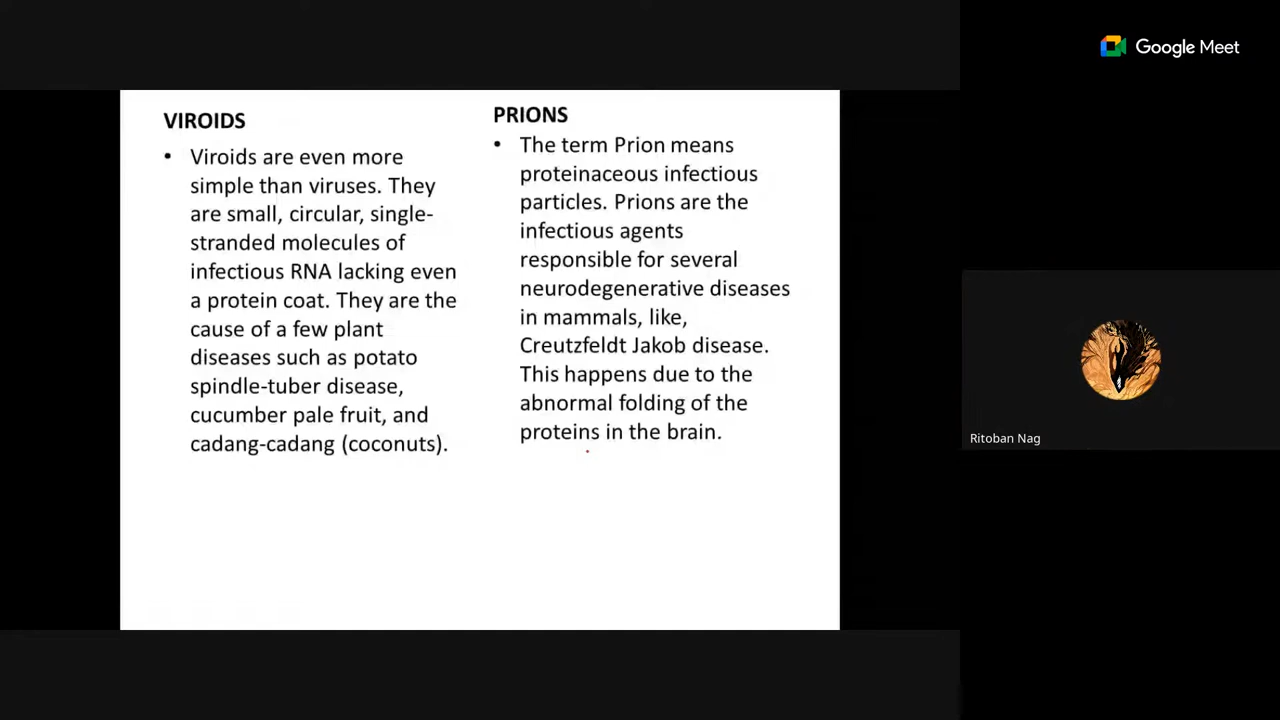 VIROIDS
• Viroids are even more
simple than viruses. They
are small, circular, single-
stranded molecules of
infectious RNA lacking even
a protein coat. They are the
cause of a few plant
diseases such as potato
spindle-tuber disease,
cucumber pale fruit, and
cadang-cadang (coconuts).
PRIONS
• The term Prion means
proteinaceous infectious
particles. Prions are the
infectious agents
responsible for several
neurodegenerative diseases
in mammals, like,
Creutzfeldt Jakob disease.
This happens due to the
abnormal folding of the
proteins in the brain.
Google Meet
Ritoban Nag